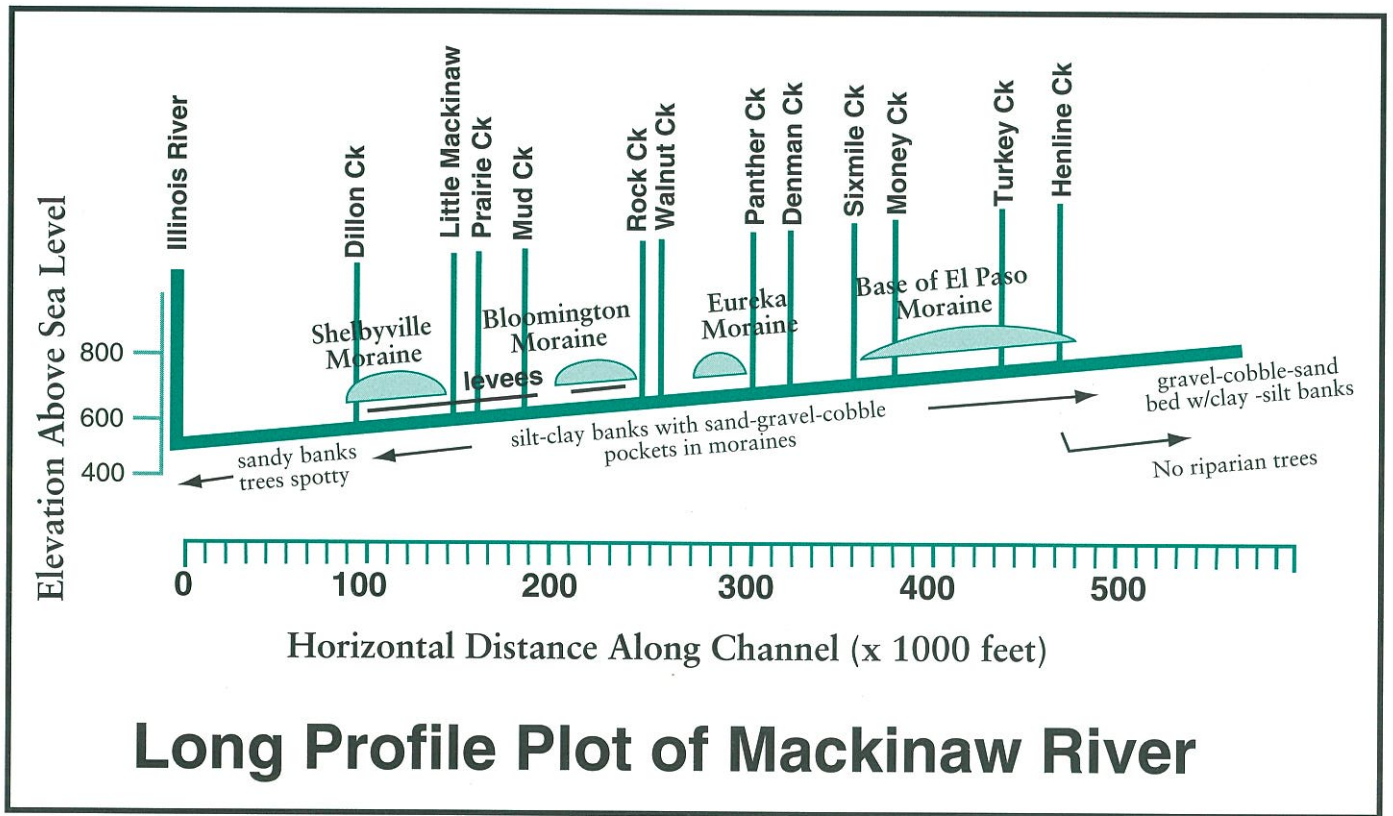 Illinois River
Dillon Ck
Little Mackinaw
Prairie Ck
Mud Ck
Rock Ck
Walnut Ck
Panther Ck
Denman Ck
Sixmile Ck
Money Ck
Turkey Ck
Henline Ck
Elevation Above Sea Level
800
600
400
Shelbyville
Moraine
levees
Bloomington
Moraine
Eureka
Moraine
Base of El Paso
Moraine
sandy banks
trees spotty
silt-clay banks with sand-gravel-cobble
pockets in moraines
gravel-cobble-sand
bed w/clay -silt banks
No riparian trees
0 100 200 300 400 500
Horizontal Distance Along Channel (x 1000 feet)
Long Profile Plot of Mackinaw River